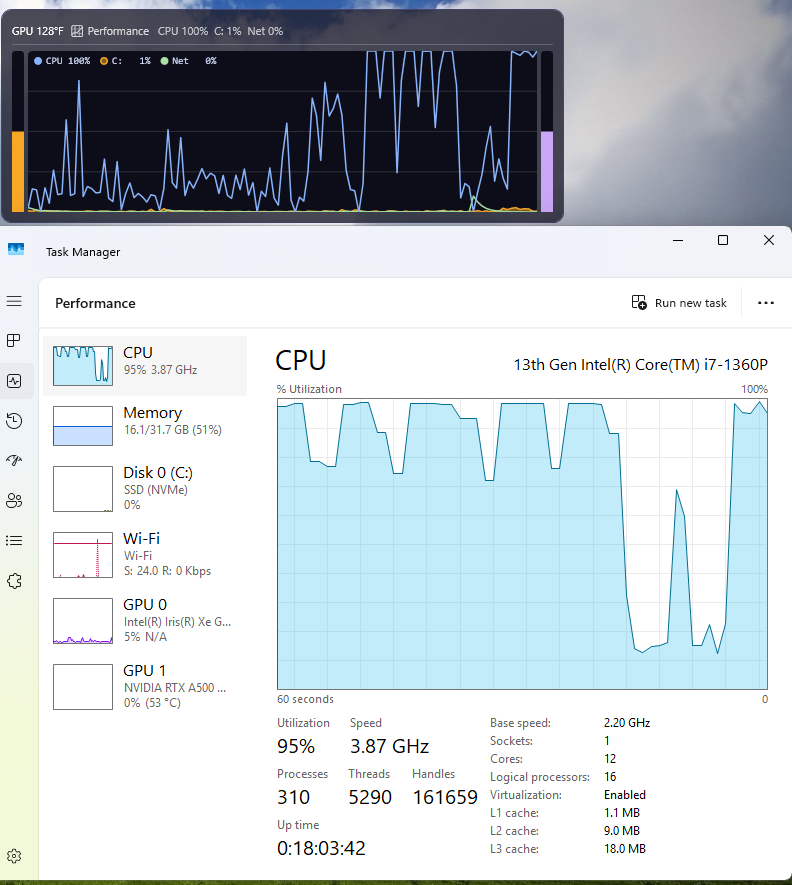 GPU 128°F Performance CPU 100% C: 1% Net 0%
CPU 100% C: 1% Net 0%
Task Manager
Performance
Run new task
CPU
95% 3.87 GHz
Memory
16.1/31.7 GB (51%)
Disk 0 (C:)
SSD (NVMe)
0%
Wi-Fi
Wi-Fi
S: 24.0 R: 0 Kbps
GPU 0
Intel(R) Iris(R) Xe G...
5% N/A
GPU 1
NVIDIA RTX A500 ...
0% (53 °C)
CPU
13th Gen Intel(R) Core(TM) i7-1360P
% Utilization 100%
60 seconds 0
Utilization Speed
95% 3.87 GHz
Processes Threads Handles
310 5290 161659
Up time
0:18:03:42
Base speed: 2.20 GHz
Sockets: 1
Cores: 12
Logical processors: 16
Virtualization: Enabled
L1 cache: 1.1 MB
L2 cache: 9.0 MB
L3 cache: 18.0 MB